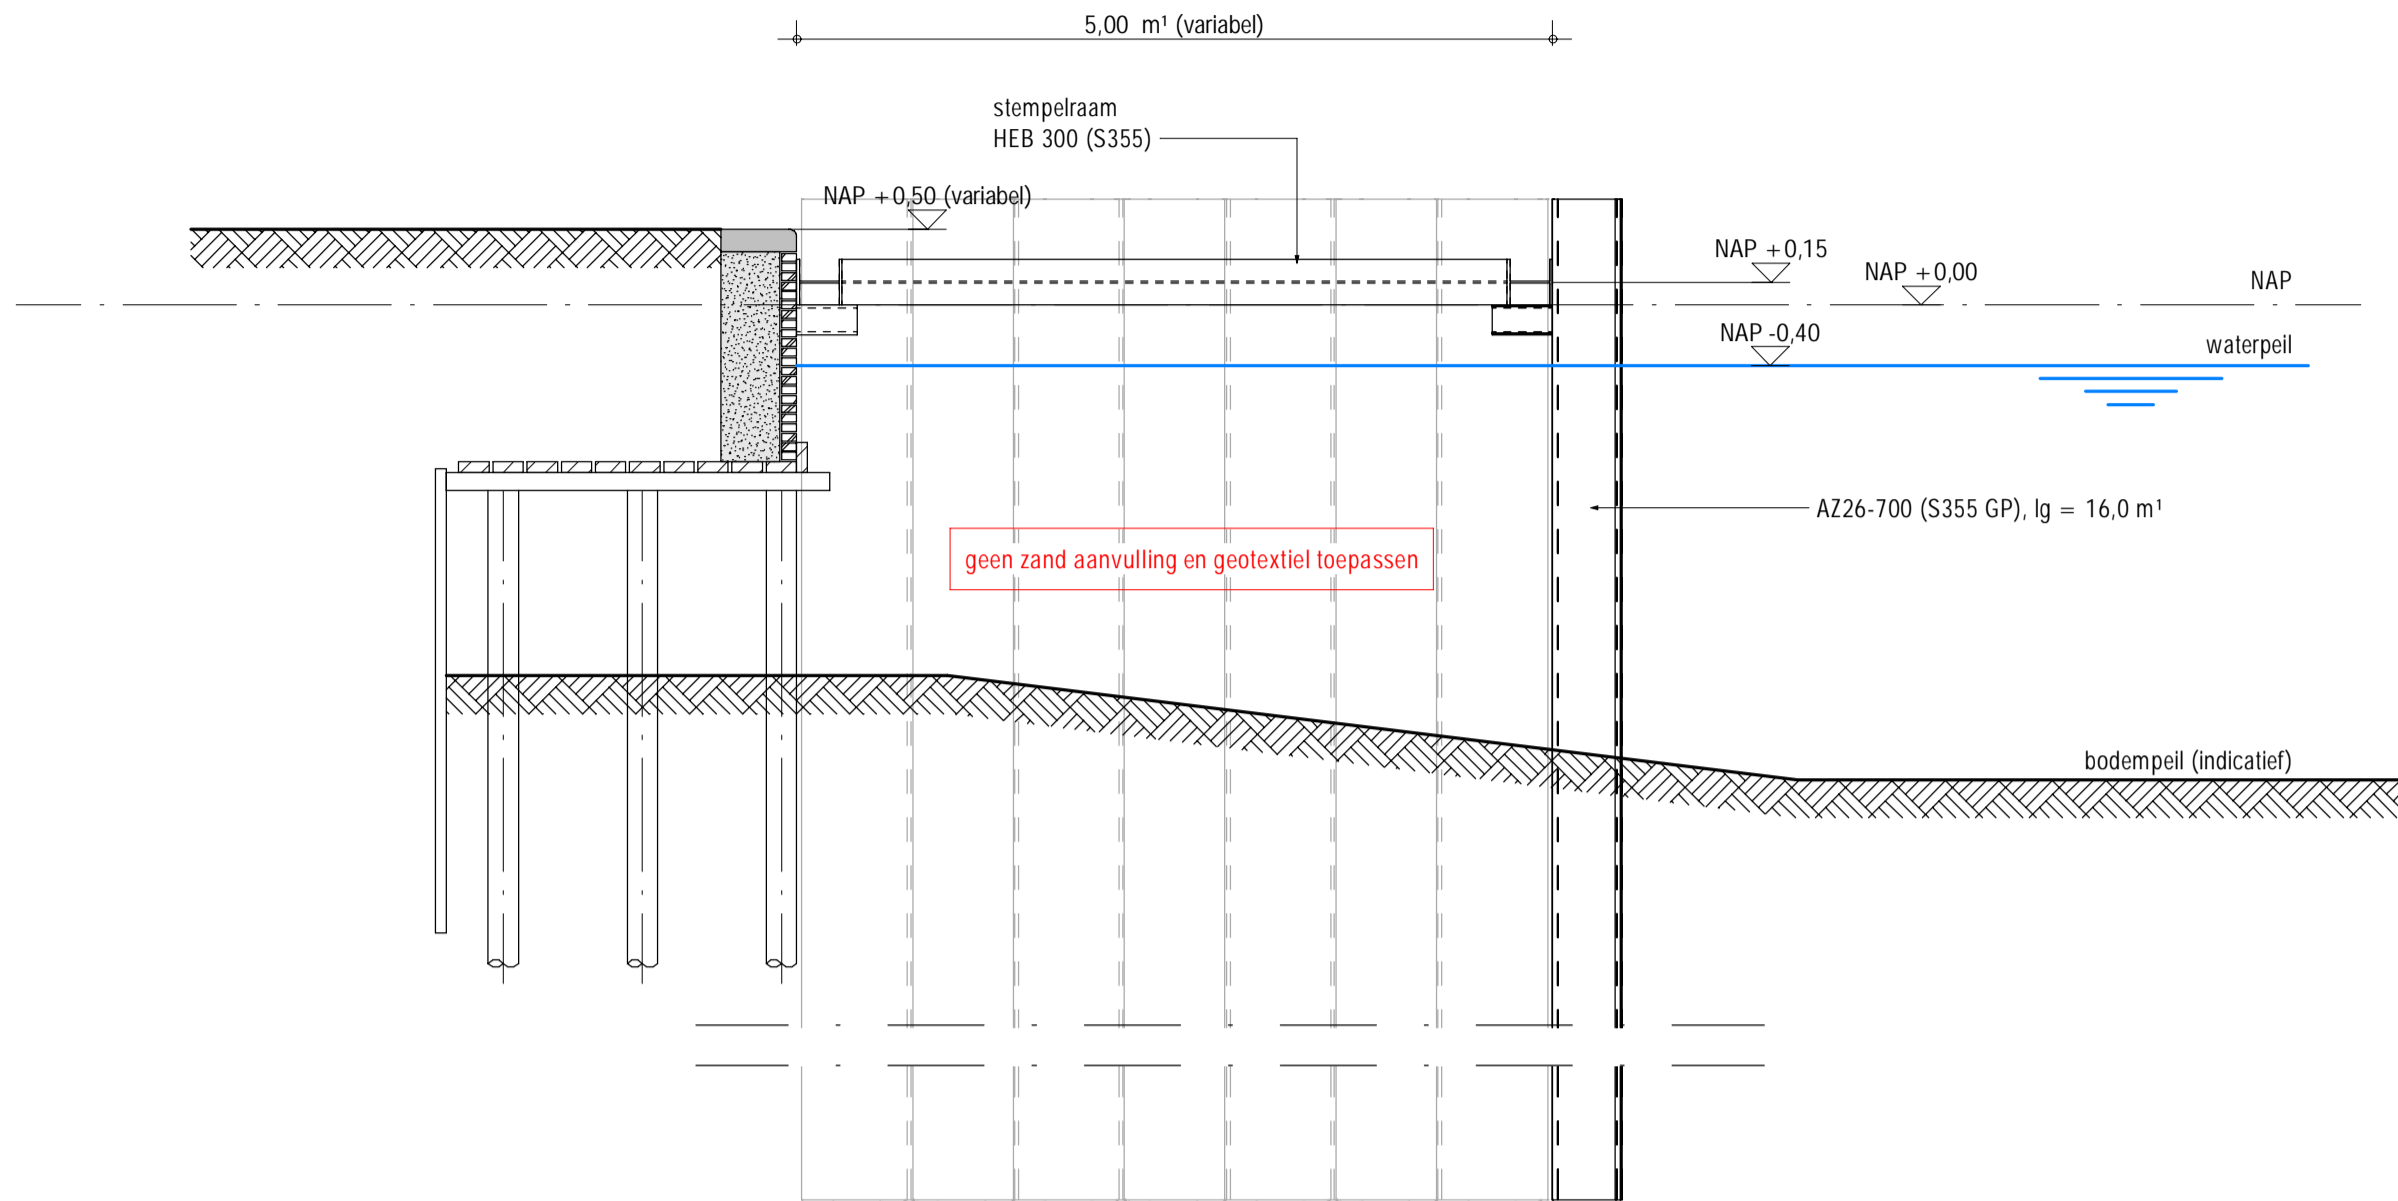 5,00 m¹ (variabel)
stempelraam
HEB 300 (S355)
NAP +0,50 (variabel)
NAP +0,15
NAP +0,00
NAP
NAP -0,40
waterpeil
AZ26-700 (S355 GP), lg = 16,0 m¹
geen zand aanvulling en geotextiel toepassen
bodempeil (indicatief)